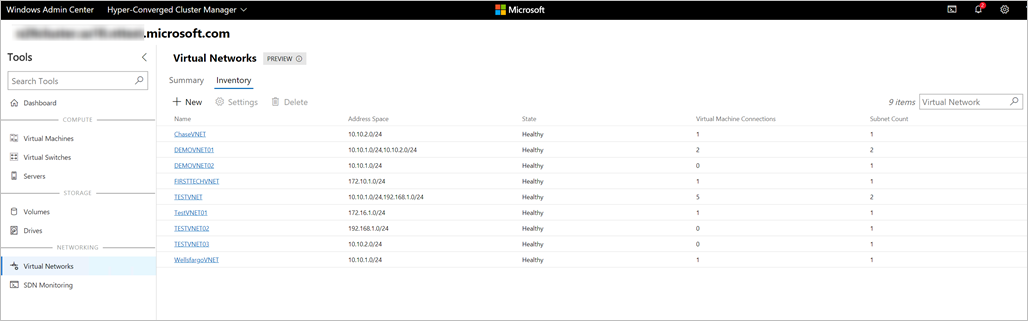 Windows Admin Center Hyper-Converged Cluster Manager Microsoft 2
.microsoft.com
Tools
Search Tools
Dashboard
COMPUTE
Virtual Machines
Virtual Switches
Servers
STORAGE
Volumes
Drives
NETWORKING
Virtual Networks
SDN Monitoring
Virtual Networks PREVIEW
Summary Inventory
New Settings Delete 9 items Virtual Network
Name Address Space State Virtual Machine Connections Subnet Count
ChaseVNET 10.10.2.0/24 Healthy 1 1
DEMOVNET01 10.10.1.0/24,10.10.2.0/24 Healthy 2 2
DEMOVNET02 10.10.1.0/24 Healthy 0 1
FIRSTTECHVNET 172.10.1.0/24 Healthy 1 1
TESTVNET 10.10.1.0/24,192.168.1.0/24 Healthy 5 2
TestVNET01 172.16.1.0/24 Healthy 1 1
TESTVNET02 192.168.1.0/24 Healthy 0 1
TESTVNET03 10.10.2.0/24 Healthy 0 1
WellsfargoVNET 10.10.1.0/24 Healthy 1 1